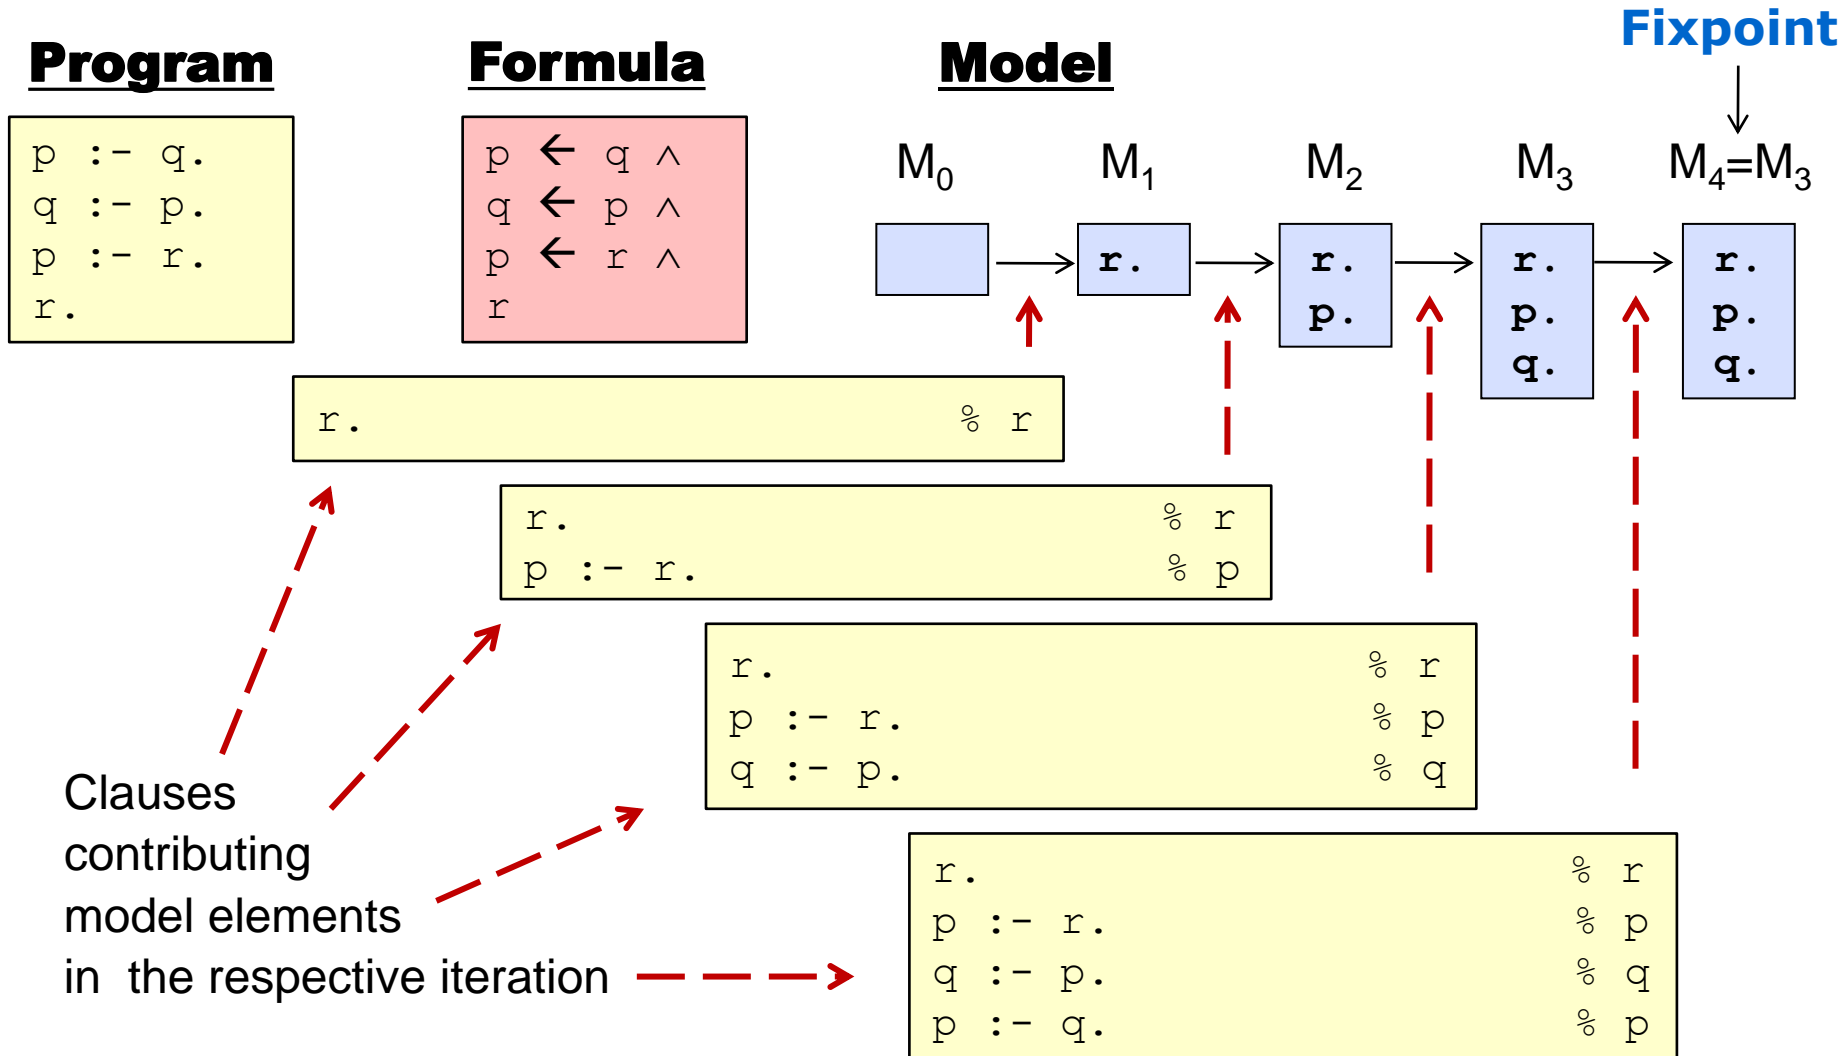 Fixpoint
Program
Formula
Model
p :- q.
q :- p.
p :- r.
r.
p ← q ∧
q ← p ∧
p ← r ∧
r
M0
M1
M2
M3
M4=M3
r.
r.
p.
r.
p.
q.
r.
p.
q.
r. % r
r. % r
p :- r. % p
r. % r
p :- r. % p
q :- p. % q
Clauses
contributing
model elements
in the respective iteration
r. % r
p :- r. % p
q :- p. % q
p :- q. % p